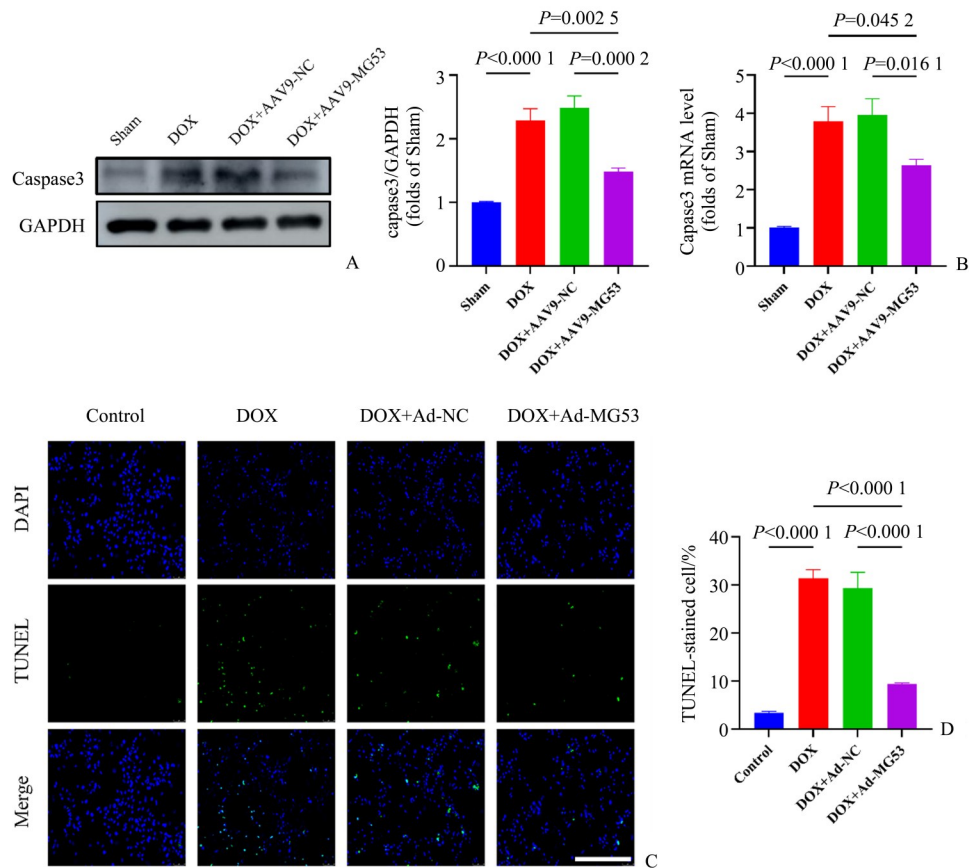 Sham
DOX
DOX+AAV9-NC
DOX+AAV9-MG53
Caspase3
GAPDH
A
P=0.002 5
P<0.000 1
P=0.000 2
capase3/GAPDH
(folds of Sham)
3
2
1
0
Sham
DOX
DOX+AAV9-NC
DOX+AAV9-MG53
P=0.045 2
P<0.000 1
P=0.016 1
Capase3 mRNA level
(folds of Sham)
5
4
3
2
1
0
Sham
DOX
DOX+AAV9-NC
DOX+AAV9-MG53
B
Control
DOX
DOX+Ad-NC
DOX+Ad-MG53
DAPI
TUNEL
Merge
C
P<0.000 1
P<0.000 1
P<0.000 1
TUNEL-stained cell/%
40
30
20
10
0
Control
DOX
DOX+Ad-NC
DOX+Ad-MG53
D